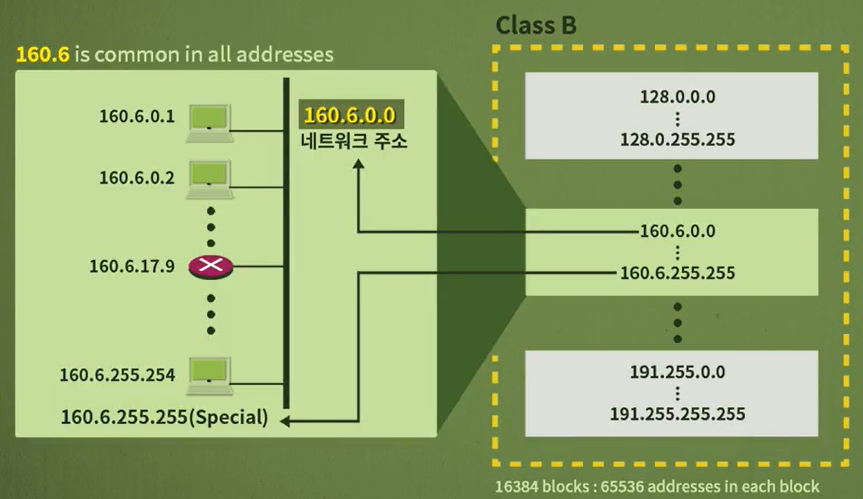 Class B
160.6 is common in all addresses
160.6.0.1
160.6.0.0
네트워크 주소
160.6.0.2
160.6.17.9
160.6.255.254
160.6.255.255(Special)
128.0.0.0
128.0.255.255
160.6.0.0
160.6.255.255
191.255.0.0
191.255.255.255
16384 blocks : 65536 addresses in each block